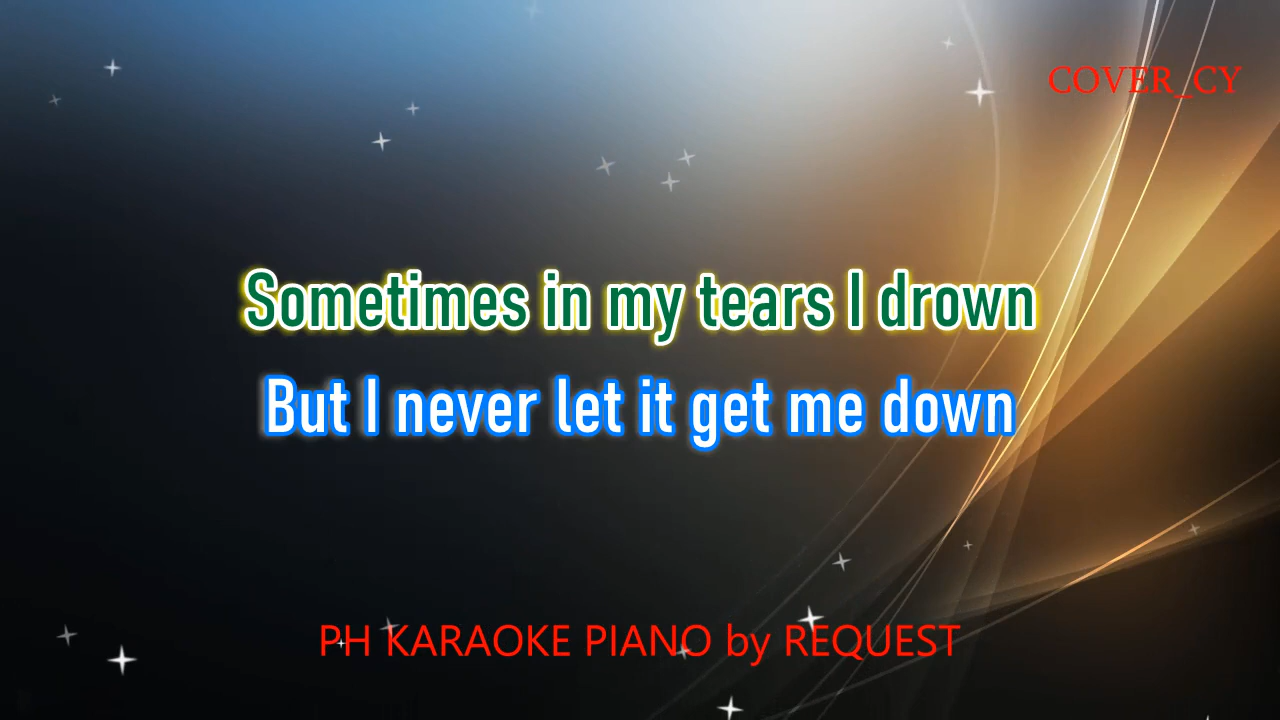 COVER_CY
Sometimes in my tears I drown
But I never let it get me down
PH KARAOKE PIANO by REQUEST